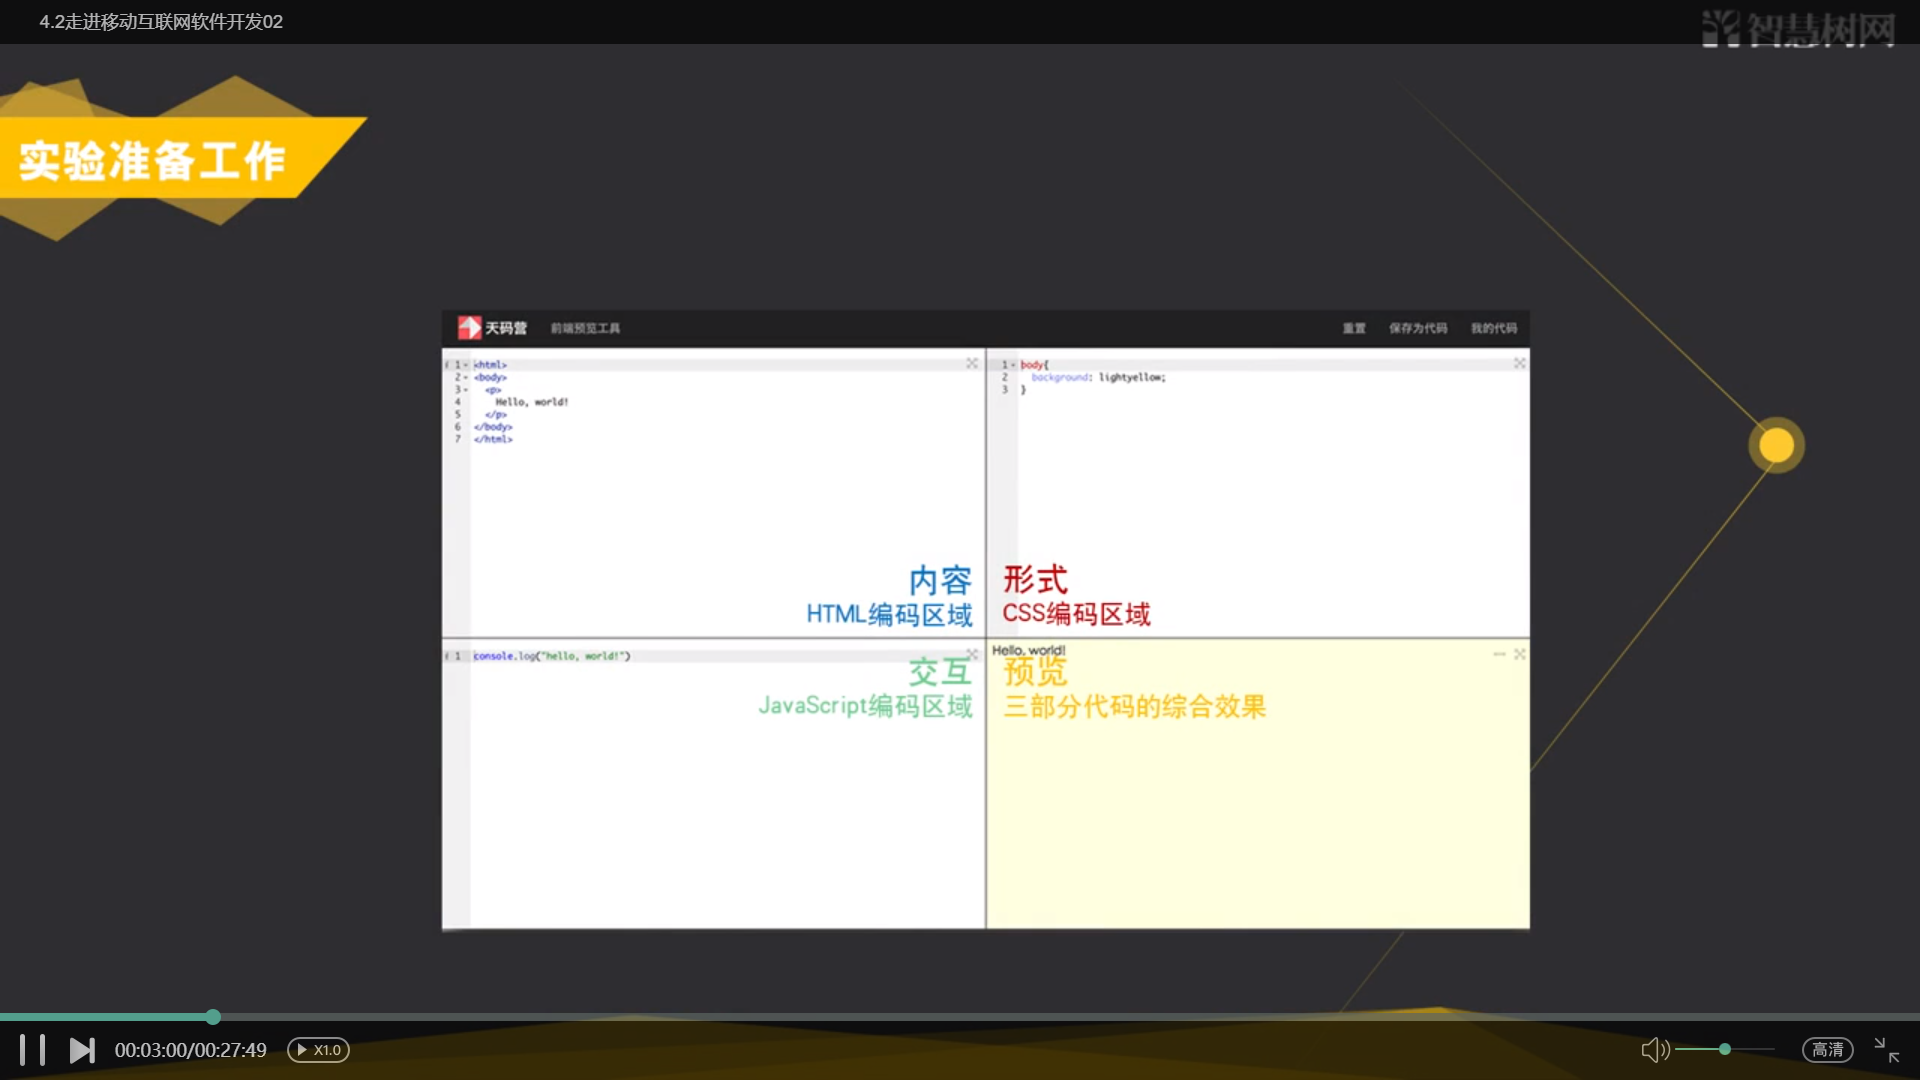 4.2走进移动互联网软件开发02
智慧树网
实验准备工作
天码营 前端预览工具 重置 保存为代码 我的代码
1 <html>
2 <body>
3 <p>
4 Hello, world!
5 </p>
6 </body>
7 </html>
内容
HTML编码区域
1 body{
2 background: lightyellow;
3 }
形式
CSS编码区域
i 1 console.log("hello, world!")
交互
JavaScript编码区域
Hello, world!
预览
三部分代码的综合效果
00:03:00/00:27:49 X1.0 高清